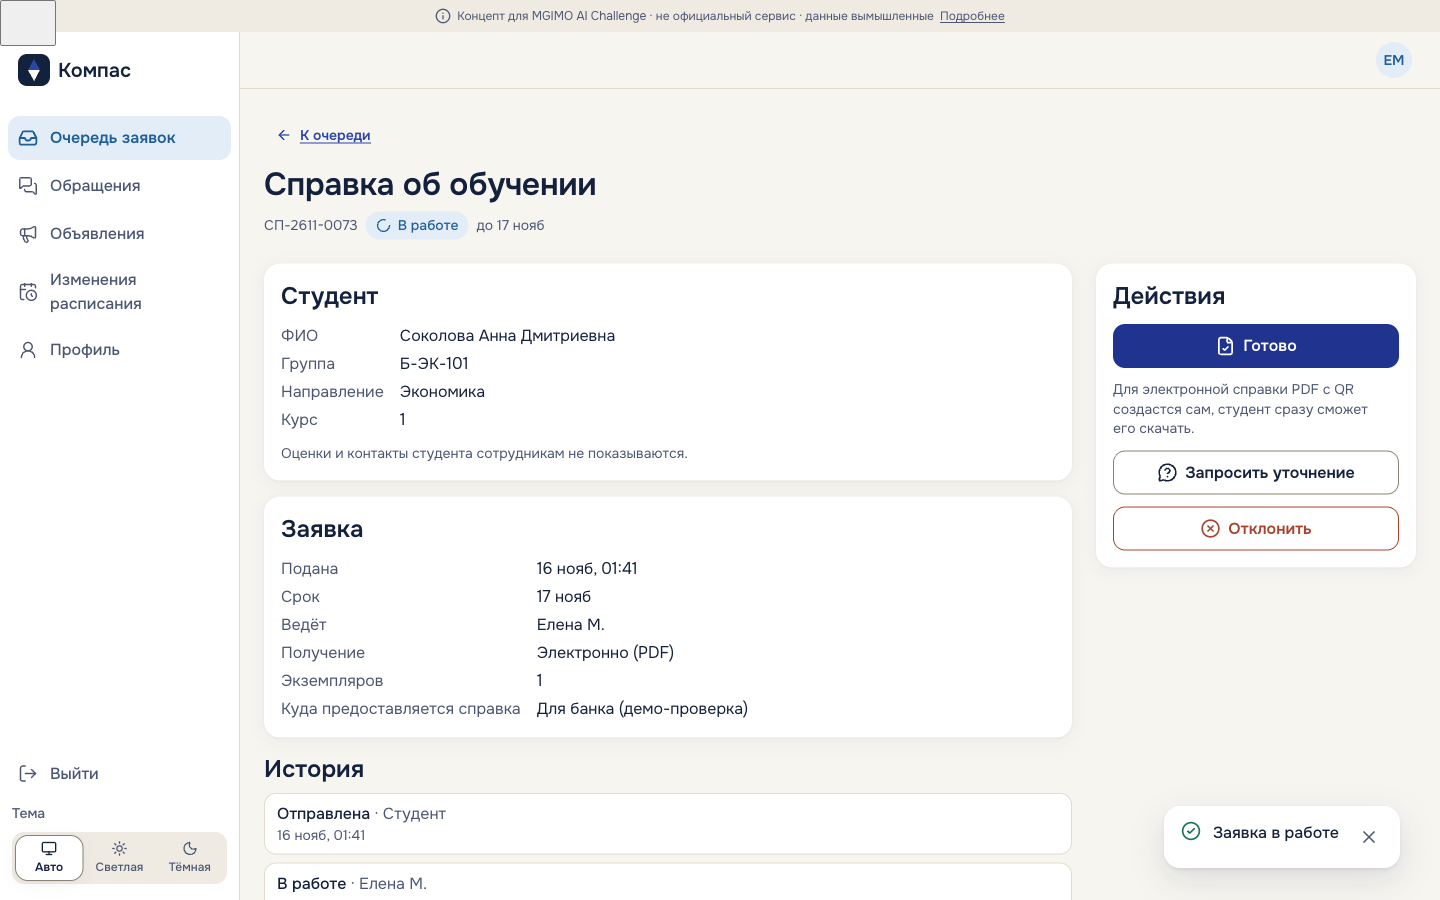 Концепт для MGIMO AI Challenge · не официальный сервис · данные вымышленные Подробнее
Компас
ЕМ
Очередь заявок
Обращения
Объявления
Изменения
расписания
Профиль
Выйти
Тема
Авто
Светлая
Тёмная
К очереди
Справка об обучении
СП-2611-0073 В работе до 17 нояб
Студент
ФИО Соколова Анна Дмитриевна
Группа Б-ЭК-101
Направление Экономика
Курс 1
Оценки и контакты студента сотрудникам не показываются.
Заявка
Подана 16 нояб, 01:41
Срок 17 нояб
Ведёт Елена М.
Получение Электронно (PDF)
Экземпляров 1
Куда предоставляется справка Для банка (демо-проверка)
История
Отправлена · Студент
16 нояб, 01:41
В работе · Елена М.
Действия
Готово
Для электронной справки PDF с QR
создастся сам, студент сразу сможет
его скачать.
Запросить уточнение
Отклонить
Заявка в работе